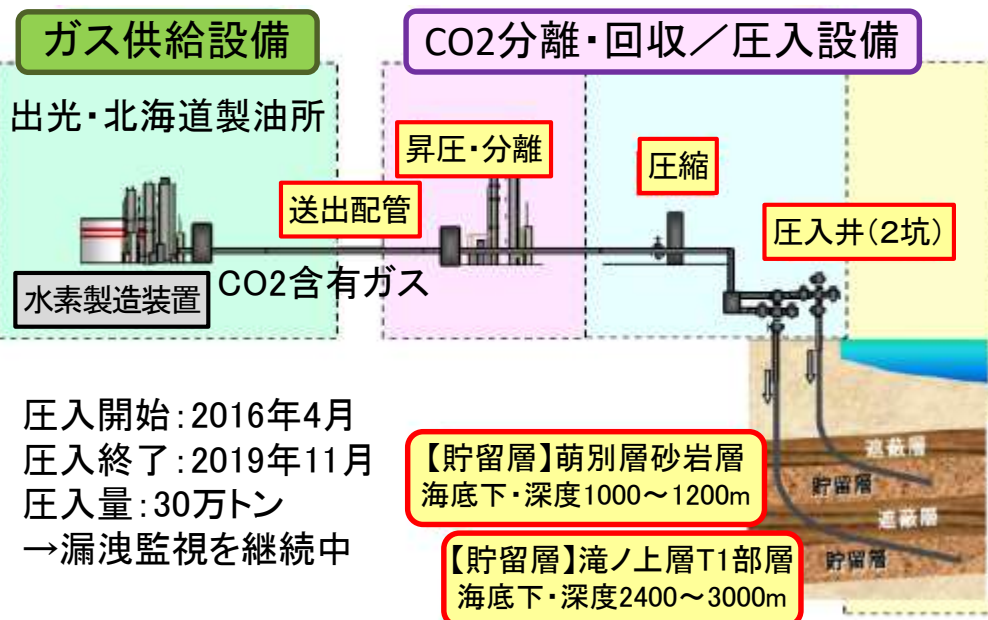 ガス供給設備
CO2分離・回収／圧入設備
出光・北海道製油所
昇圧・分離
圧縮
送出配管
圧入井(２坑)
水素製造装置
CO2含有ガス
圧入開始：2016年4月
圧入終了：2019年11月
圧入量：30万トン
→漏洩監視を継続中
【貯留層】萌別層砂岩層
海底下・深度1000～1200m
【貯留層】滝ノ上層T1部層
海底下・深度2400～3000m
遮蔽層
貯留層
遮蔽層
貯留層